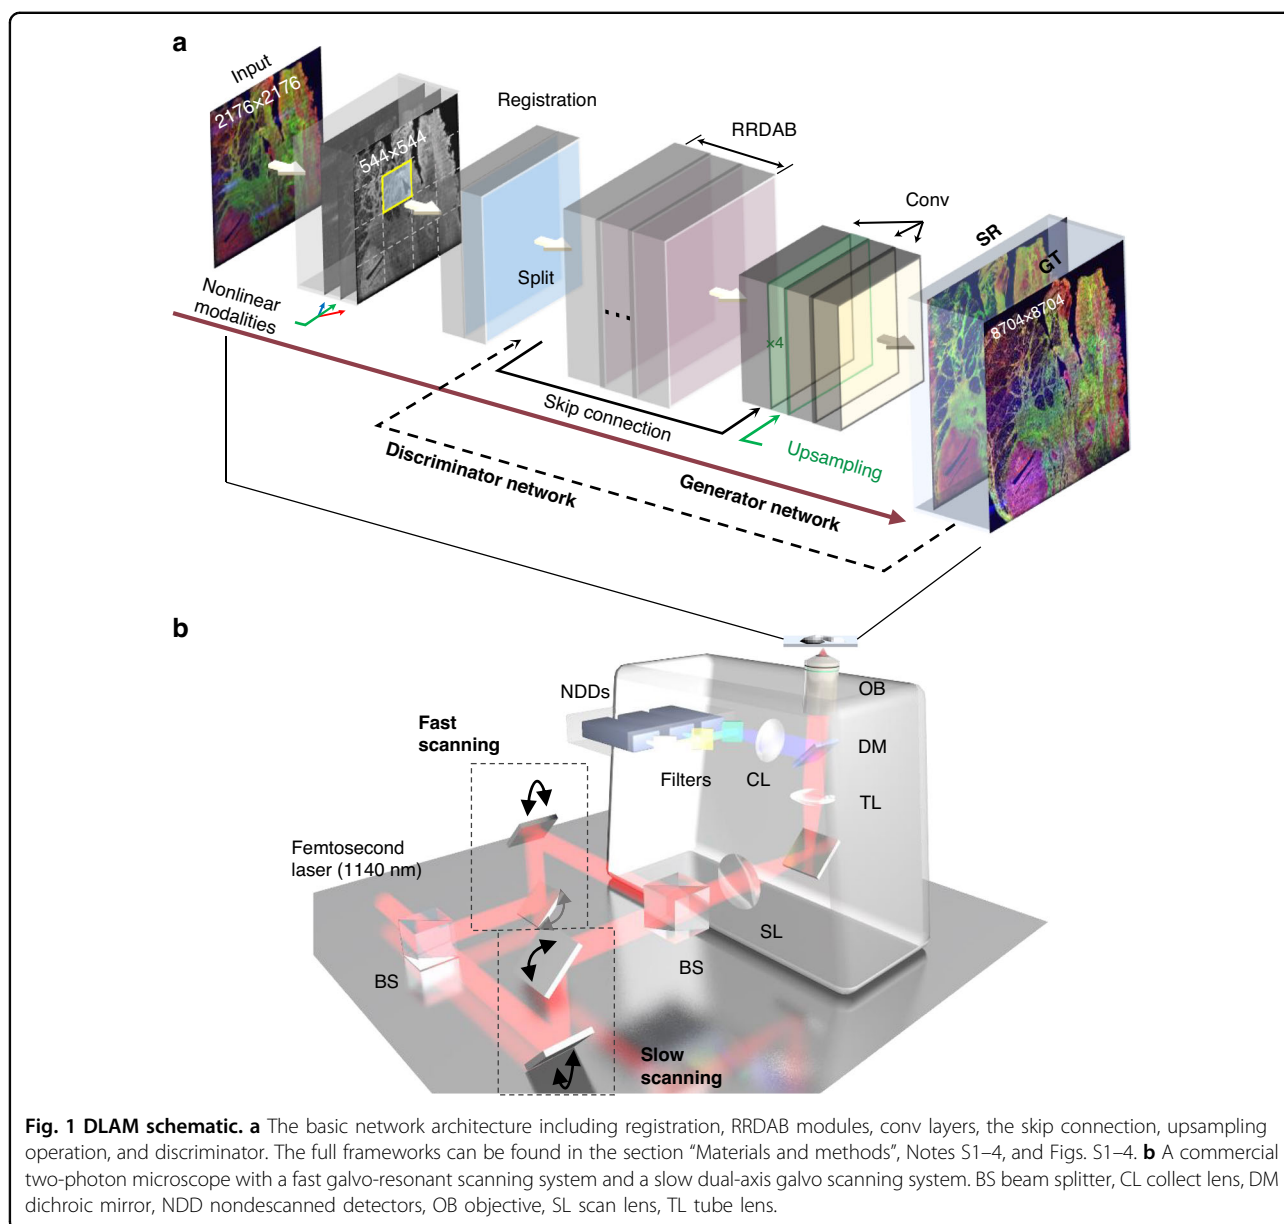 a
Input
2176×2176
544×544
Registration
Split
RRDAB
Conv
SR
GT
8704×8704
Nonlinear
modalities
...
×4
Skip connection
Upsampling
Discriminator network
Generator network
b
NDDs
OB
Fast
scanning
DM
Filters
CL
TL
Femtosecond
laser (1140 nm)
SL
BS
BS
Slow
scanning
Fig. 1 DLAM schematic. a The basic network architecture including registration, RRDAB modules, conv layers, the skip connection, upsampling
operation, and discriminator. The full frameworks can be found in the section “Materials and methods”, Notes S1–4, and Figs. S1–4. b A commercial
two-photon microscope with a fast galvo-resonant scanning system and a slow dual-axis galvo scanning system. BS beam splitter, CL collect lens, DM
dichroic mirror, NDD nondescanned detectors, OB objective, SL scan lens, TL tube lens.